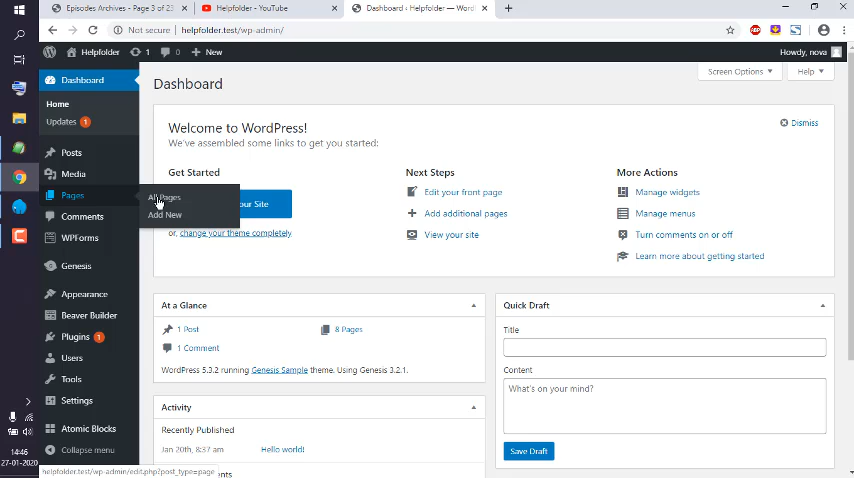 Episodes Archives - Page 3 of 23
Helpfolder - YouTube
Dashboard ‹ Helpfolder — Word
Not secure | helpfolder.test/wp-admin/
ABP
Helpfolder 1 0 + New
Howdy, nova
Dashboard
Home
Updates 1
Posts
Media
Pages
Comments
WPForms
Genesis
Appearance
Beaver Builder
Plugins 1
Users
Tools
Settings
Atomic Blocks
Collapse menu
All Pages
Add New
Dashboard
Screen Options ▼
Help ▼
Welcome to WordPress!
We've assembled some links to get you started:
Dismiss
Get Started
our Site
or, change your theme completely
Next Steps
Edit your front page
Add additional pages
View your site
More Actions
Manage widgets
Manage menus
Turn comments on or off
Learn more about getting started
At a Glance
1 Post
8 Pages
1 Comment
WordPress 5.3.2 running Genesis Sample theme. Using Genesis 3.2.1.
Activity
Recently Published
Jan 20th, 8:37 am
Hello world!
ents
Quick Draft
Title
Content
What's on your mind?
Save Draft
14:46
27-01-2020
helpfolder.test/wp-admin/edit.php?post_type=page